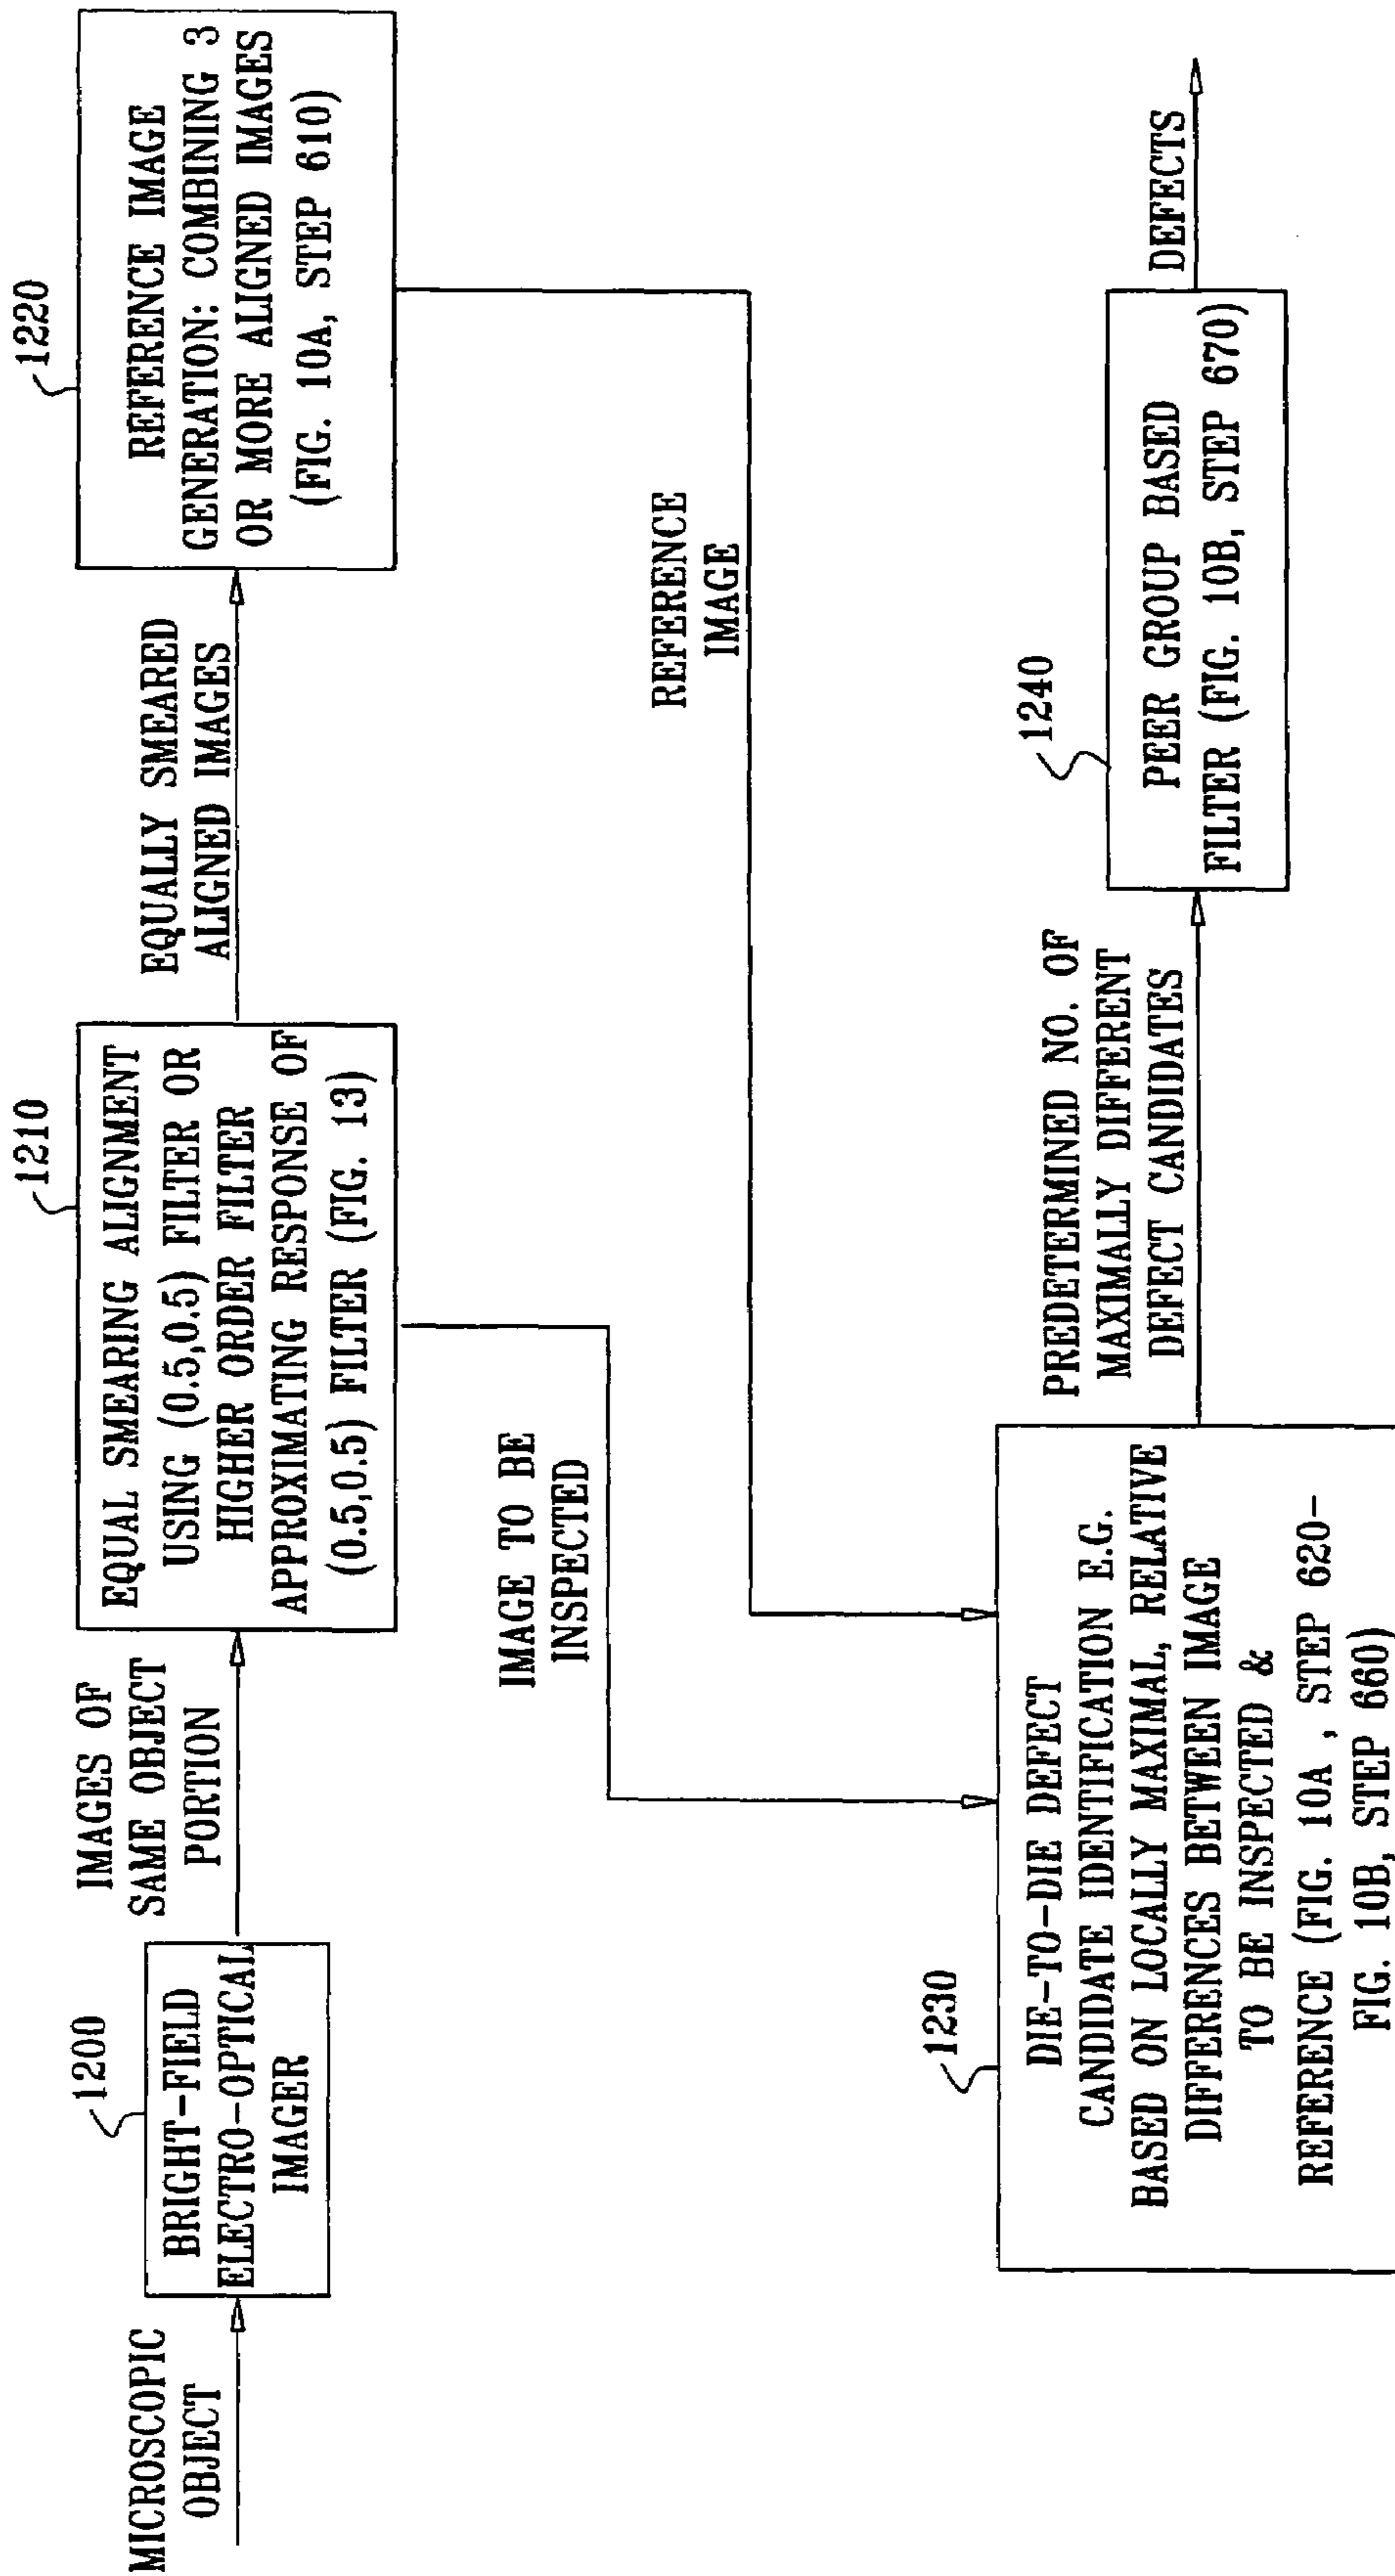 MICROSCOPIC
OBJECT
1200
BRIGHT-FIELD
ELECTRO-OPTICAL
IMAGER
IMAGES OF
SAME OBJECT
PORTION
1210
EQUAL SMEARING ALIGNMENT
USING (0.5,0.5) FILTER OR
HIGHER ORDER FILTER
APPROXIMATING RESPONSE OF
(0.5,0.5) FILTER (FIG. 13)
EQUALLY SMEARED
ALIGNED IMAGES
1220
REFERENCE IMAGE
GENERATION: COMBINING 3
OR MORE ALIGNED IMAGES
(FIG. 10A, STEP 610)
IMAGE TO BE
INSPECTED
REFERENCE
IMAGE
1230
DIE-TO-DIE DEFECT
CANDIDATE IDENTIFICATION E.G.
BASED ON LOCALLY MAXIMAL, RELATIVE
DIFFERENCES BETWEEN IMAGE
TO BE INSPECTED &
REFERENCE (FIG. 10A , STEP 620-
FIG. 10B, STEP 660)
PREDETERMINED NO. OF
MAXIMALLY DIFFERENT
DEFECT CANDIDATES
1240
PEER GROUP BASED
FILTER (FIG. 10B, STEP 670)
DEFECTS